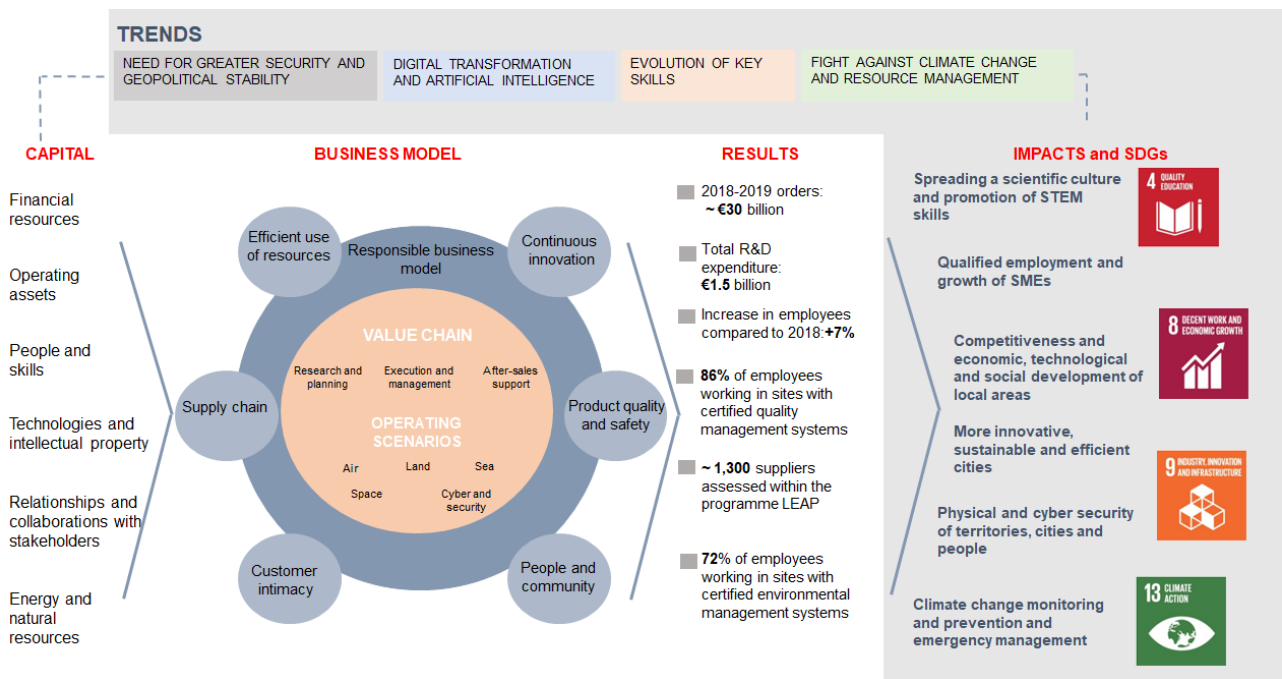 TRENDS
NEED FOR GREATER SECURITY AND
GEOPOLITICAL STABILITY
DIGITAL TRANSFORMATION
AND ARTIFICIAL INTELLIGENCE
EVOLUTION OF KEY
SKILLS
FIGHT AGAINST CLIMATE CHANGE
AND RESOURCE MANAGEMENT
CAPITAL
Financial
resources
Operating
assets
People and
skills
Technologies and
intellectual property
Relationships and
collaborations with
stakeholders
Energy and
natural
resources
BUSINESS MODEL
Efficient use
of resources
Responsible business
model
Continuous
innovation
Supply chain
Product quality
and safety
Customer
intimacy
People and
community
VALUE CHAIN
Research and
planning
Execution and
management
After-sales
support
OPERATING
SCENARIOS
Air
Land
Sea
Space
Cyber and
security
RESULTS
2018-2019 orders:
~ €30 billion
Total R&D
expenditure:
€1.5 billion
Increase in employees
compared to 2018:+7%
86% of employees
working in sites with
certified quality
management systems
~ 1,300 suppliers
assessed within the
programme LEAP
72% of employees
working in sites with
certified environmental
management systems
IMPACTS and SDGs
Spreading a scientific culture
and promotion of STEM
skills
4 QUALITY
EDUCATION
Qualified employment and
growth of SMEs
8 DECENT WORK AND
ECONOMIC GROWTH
Competitiveness and
economic, technological
and social development of
local areas
More innovative,
sustainable and efficient
cities
9 INDUSTRY, INNOVATION
AND INFRASTRUCTURE
Physical and cyber security
of territories, cities and
people
Climate change monitoring
and prevention and
emergency management
13 CLIMATE
ACTION